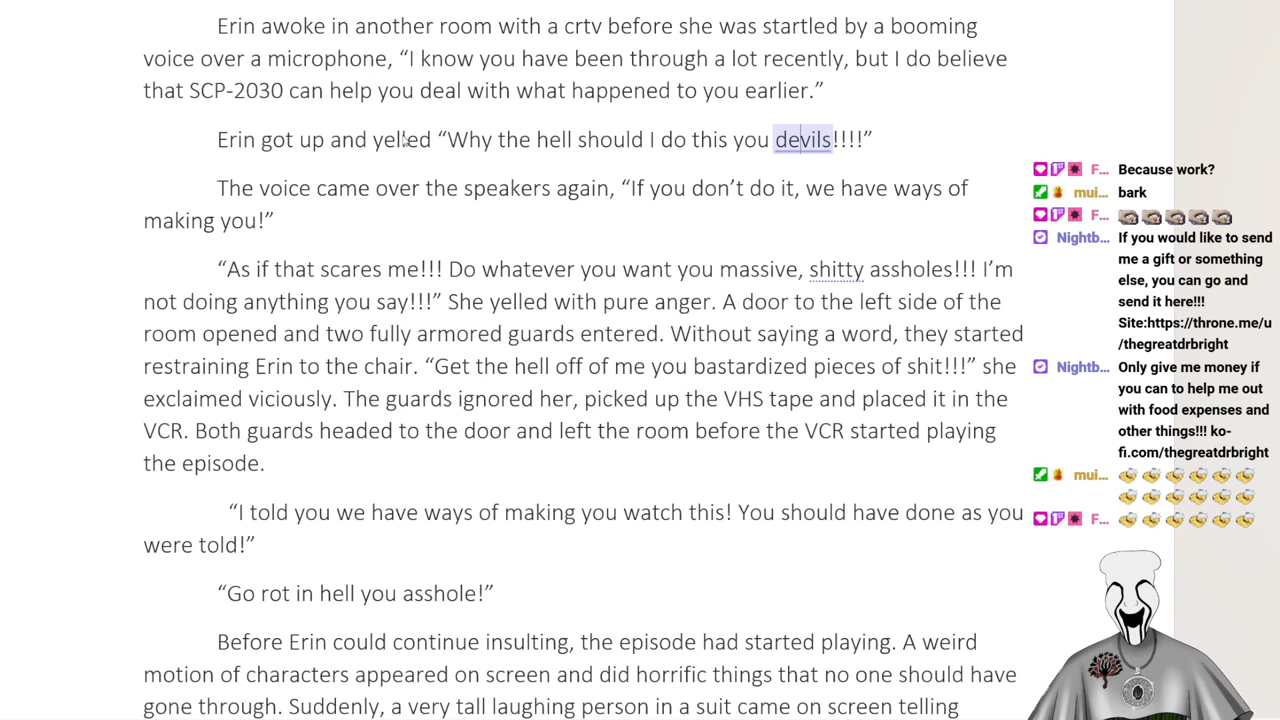 Erin awoke in another room with a crtv before she was startled by a booming
voice over a microphone, “I know you have been through a lot recently, but I do believe
that SCP-2030 can help you deal with what happened to you earlier.”
Erin got up and yelled “Why the hell should I do this you devils!!!!”
The voice came over the speakers again, “If you don’t do it, we have ways of
making you!”
“As if that scares me!!! Do whatever you want you massive, shitty assholes!!! I’m
not doing anything you say!!!” She yelled with pure anger. A door to the left side of the
room opened and two fully armored guards entered. Without saying a word, they started
restraining Erin to the chair. “Get the hell off of me you bastardized pieces of shit!!!” she
exclaimed viciously. The guards ignored her, picked up the VHS tape and placed it in the
VCR. Both guards headed to the door and left the room before the VCR started playing
the episode.
“I told you we have ways of making you watch this! You should have done as you
were told!”
“Go rot in hell you asshole!”
Before Erin could continue insulting, the episode had started playing. A weird
motion of characters appeared on screen and did horrific things that no one should have
gone through. Suddenly, a very tall laughing person in a suit came on screen telling
F... Because work?
mui... bark
F...
Nightb... If you would like to send
me a gift or something
else, you can go and
send it here!!!
Site:https://throne.me/u
/thegreatdrbright
Nightb... Only give me money if
you can to help me out
with food expenses and
other things!!! ko-
fi.com/thegreatdrbright
mui...
F...